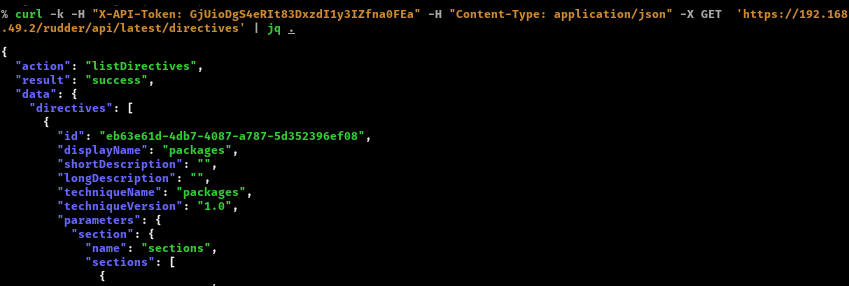 % curl -k -H "X-API-Token: GjUioDgS4eRIt83DxzdI1y3IZfna0FEa" -H "Content-Type: application/json" -X GET  'https://192.168
.49.2/rudder/api/latest/directives' | jq .
{
  "action": "listDirectives",
  "result": "success",
  "data": {
    "directives": [
      {
        "id": "eb63e61d-4db7-4087-a787-5d352396ef08",
        "displayName": "packages",
        "shortDescription": "",
        "longDescription": "",
        "techniqueName": "packages",
        "techniqueVersion": "1.0",
        "parameters": {
          "section": {
            "name": "sections",
            "sections": [
              {